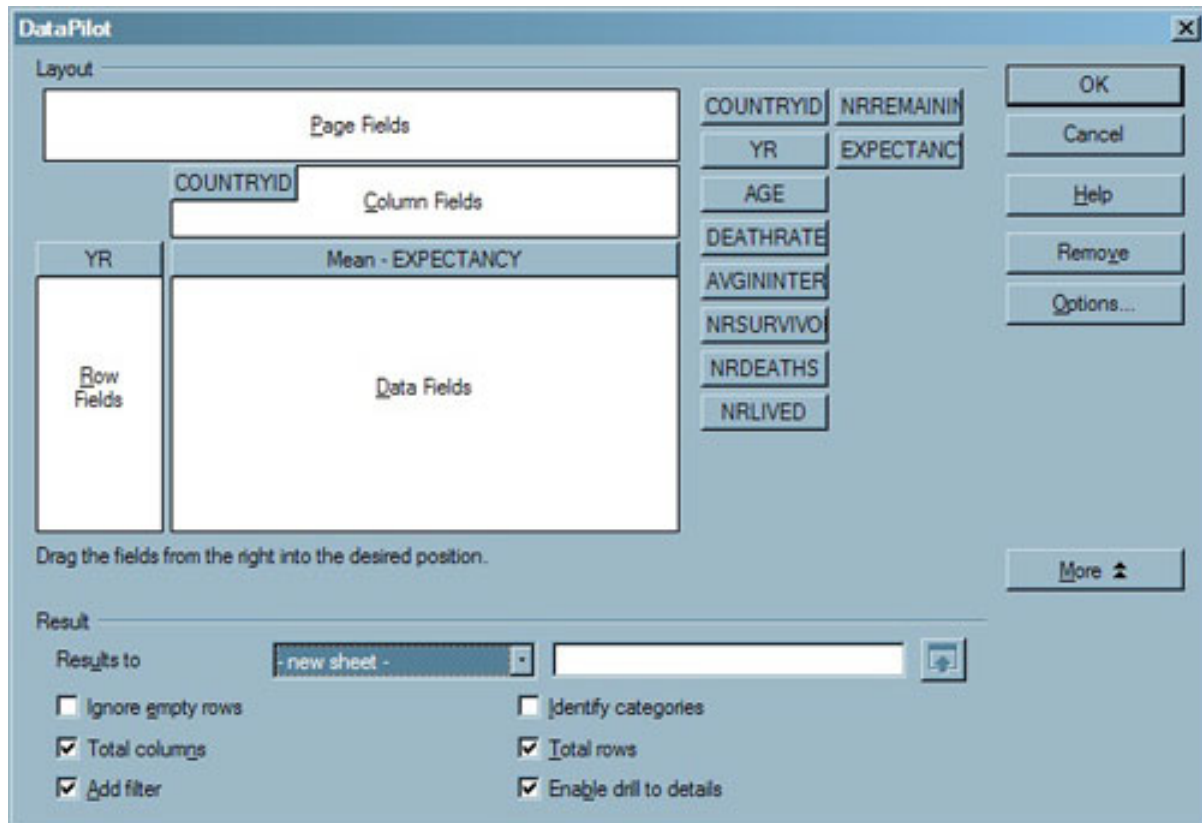 DataPilot
Layout
Page Fields
COUNTRYID
Column Fields
YR
Mean - EXPECTANCY
Row
Fields
Data Fields
COUNTRYID NRREMAININ
YR EXPECTANCY
AGE
DEATHRATE
AVGININTER
NRSURVIVO
NRDEATHS
NRLIVED
OK
Cancel
Help
Remove
Options...
Drag the fields from the right into the desired position.
More
Result
Results to - new sheet -
Ignore empty rows Identify categories
Total columns Total rows
Add filter Enable drill to details